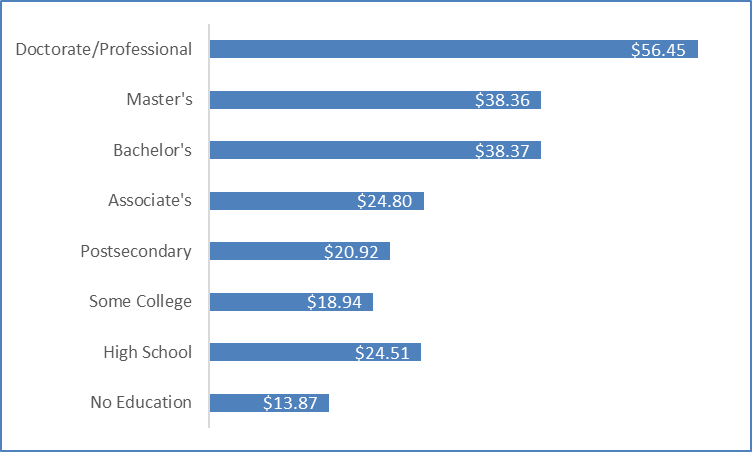 Doctorate/Professional $56.45
Master's $38.36
Bachelor's $38.37
Associate's $24.80
Postsecondary $20.92
Some College $18.94
High School $24.51
No Education $13.87